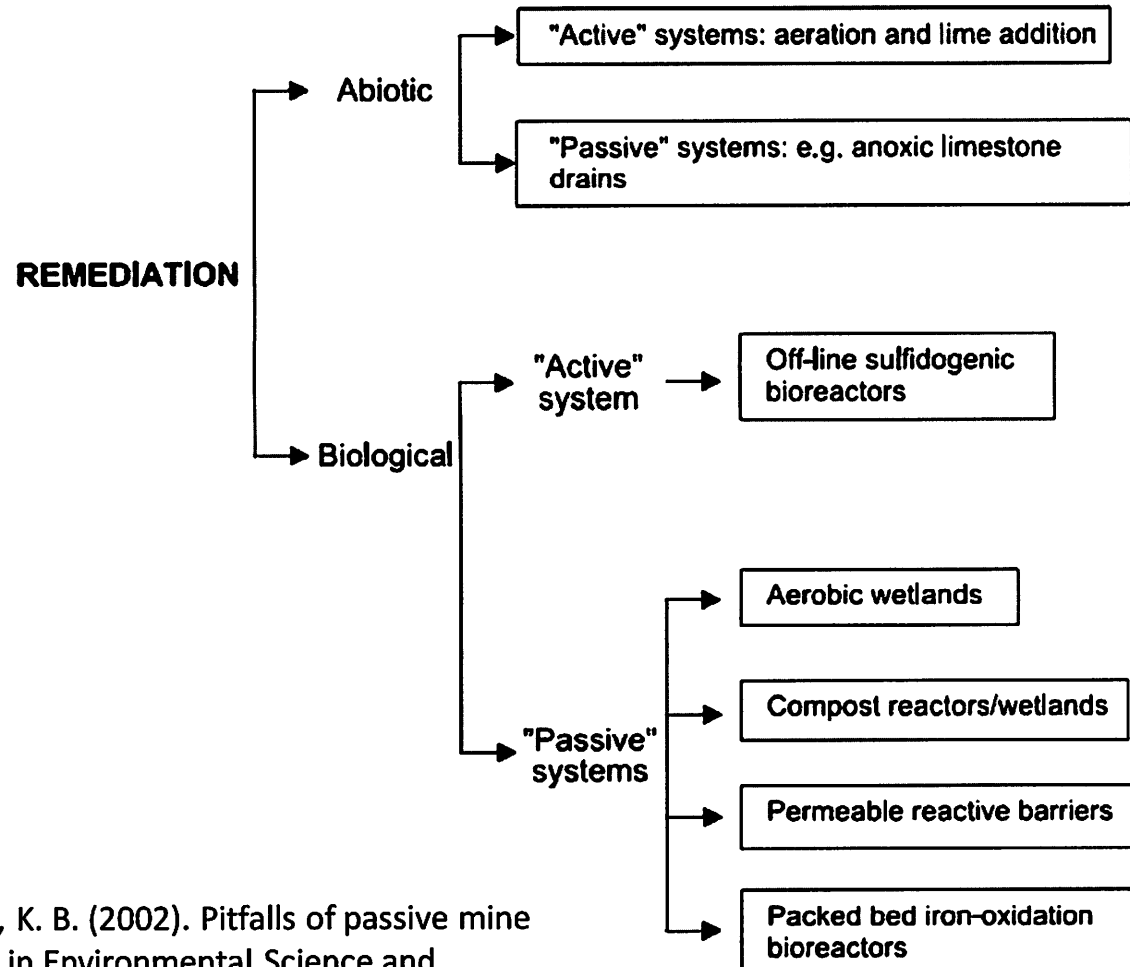 "Active" systems: aeration and lime addition
Abiotic
"Passive" systems: e.g. anoxic limestone
drains
REMEDIATION
"Active"
system
Off-line sulfidogenic
bioreactors
Biological
Aerobic wetlands
Compost reactors/wetlands
"Passive"
systems
Permeable reactive barriers
Packed bed iron-oxidation
bioreactors
, K. B. (2002). Pitfalls of passive mine
in Environmental Science and